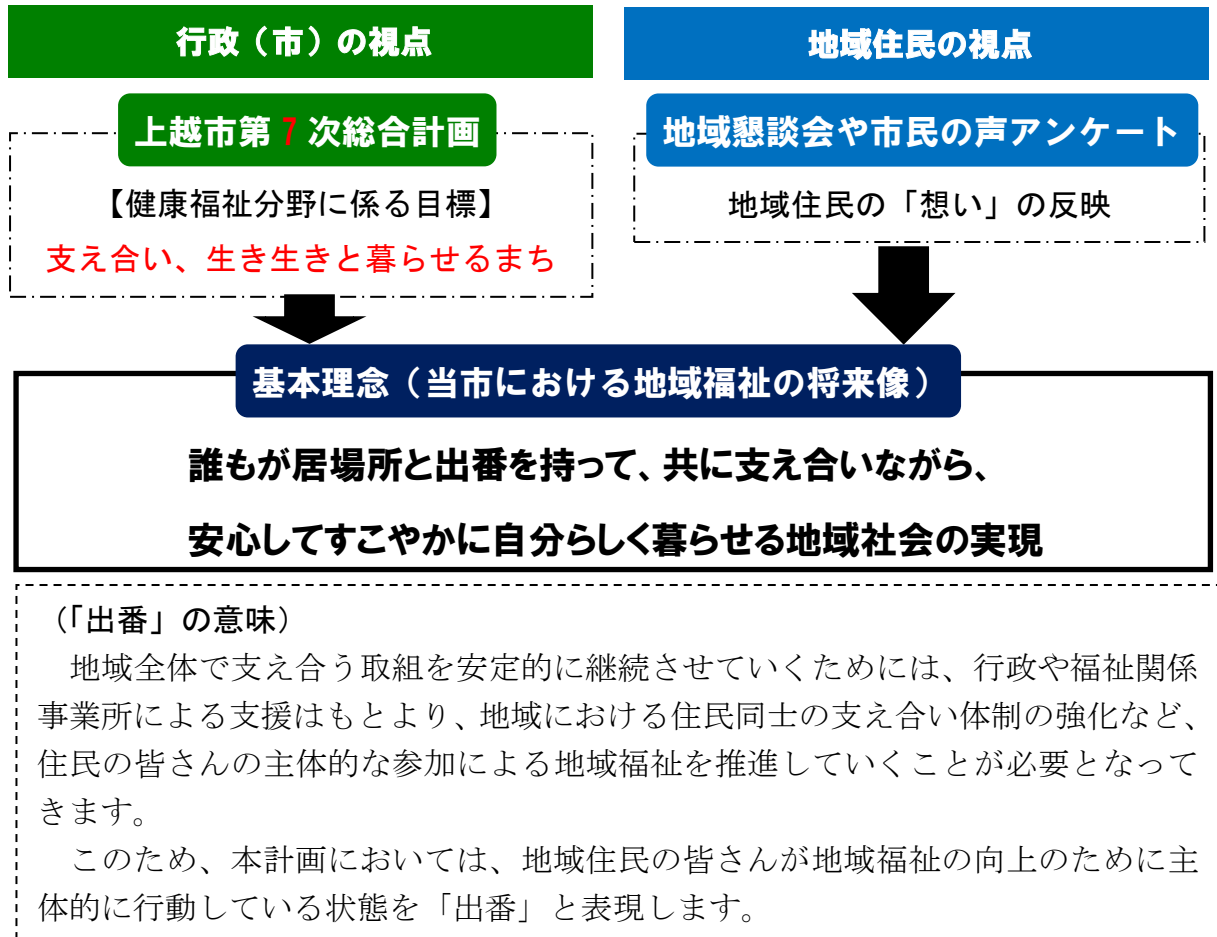 行政（市）の視点
上越市第７次総合計画
【健康福祉分野に係る目標】
支え合い、生き生きと暮らせるまち
地域住民の視点
地域懇談会や市民の声アンケート
地域住民の「想い」の反映
基本理念（当市における地域福祉の将来像）
誰もが居場所と出番を持って、共に支え合いながら、
安心してすこやかに自分らしく暮らせる地域社会の実現
（「出番」の意味）
地域全体で支え合う取組を安定的に継続させていくためには、行政や福祉関係
事業所による支援はもとより、地域における住民同士の支え合い体制の強化など、
住民の皆さんの主体的な参加による地域福祉を推進していくことが必要となって
きます。
このため、本計画においては、地域住民の皆さんが地域福祉の向上のために主
体的に行動している状態を「出番」と表現します。